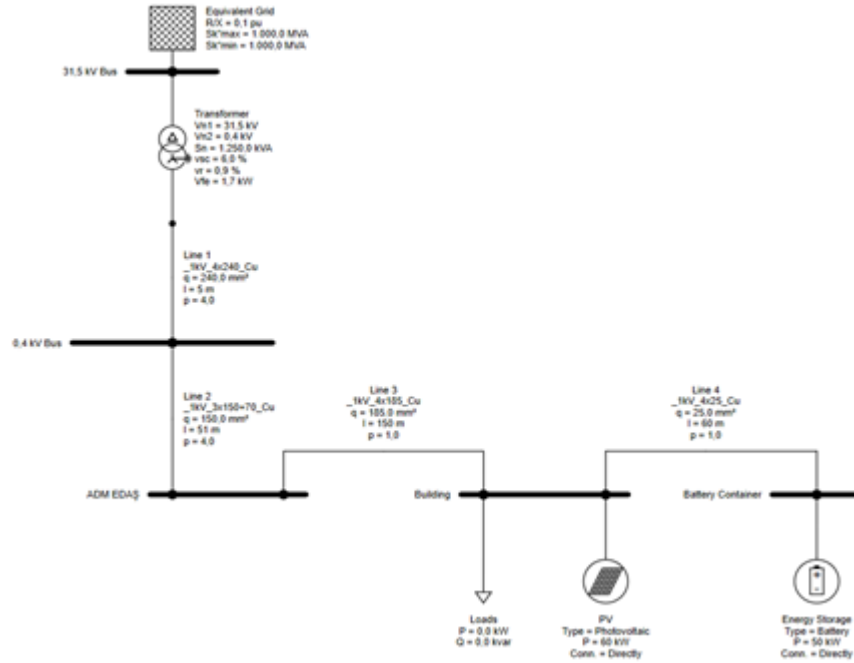 Equivalent Grid
R/X = 0,1 pu
Sk"max = 1.000,0 MVA
Sk"min = 1.000,0 MVA
31,5 kV Bus
Transformer
Vn1 = 31,5 kV
Vn2 = 0,4 kV
Sn = 1.250,0 kVA
vsc = 6,0 %
vr = 0,9 %
Vfe = 1,7 kW
Line 1
_1kV_4x240_Cu
q = 240,0 mm²
l = 5 m
p = 4,0
0,4 kV Bus
Line 2
_1kV_3x150+70_Cu
q = 150,0 mm²
l = 51 m
p = 4,0
Line 3
_1kV_4x185_Cu
q = 185,0 mm²
l = 150 m
p = 1,0
Line 4
_1kV_4x25_Cu
q = 25,0 mm²
l = 60 m
p = 1,0
ADM EDAŞ
Building
Battery Container
Loads
P = 0,0 kW
Q = 0,0 kvar
PV
Type = Photovoltaic
P = 60 kW
Conn. = Directly
Energy Storage
Type = Battery
P = 50 kW
Conn. = Directly